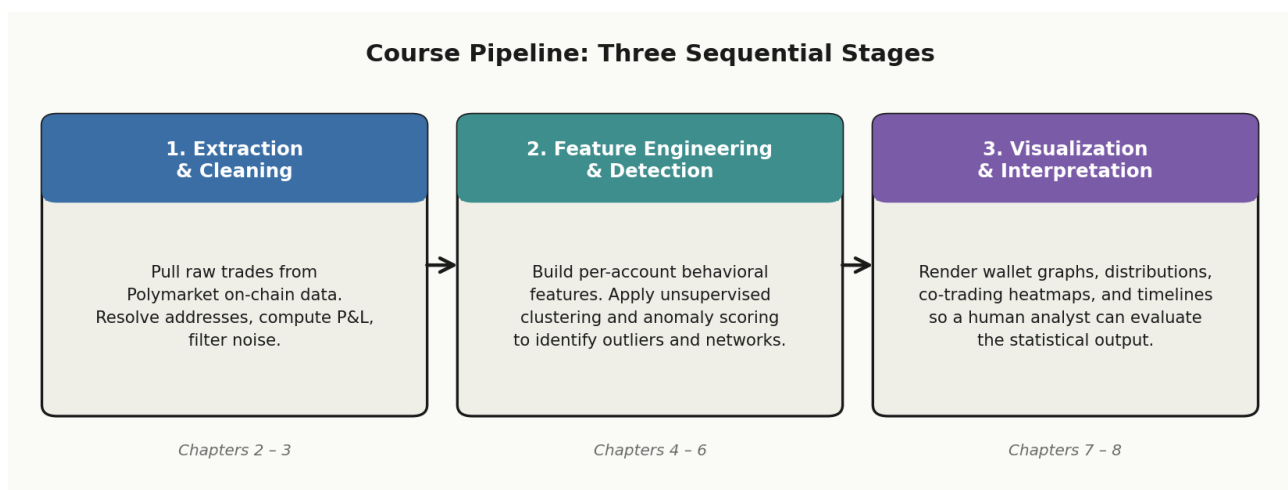 Course Pipeline: Three Sequential Stages
1. Extraction
& Cleaning
Pull raw trades from
Polymarket on-chain data.
Resolve addresses, compute P&L,
filter noise.
Chapters 2 – 3
2. Feature Engineering
& Detection
Build per-account behavioral
features. Apply unsupervised
clustering and anomaly scoring
to identify outliers and networks.
Chapters 4 – 6
3. Visualization
& Interpretation
Render wallet graphs, distributions,
co-trading heatmaps, and timelines
so a human analyst can evaluate
the statistical output.
Chapters 7 – 8